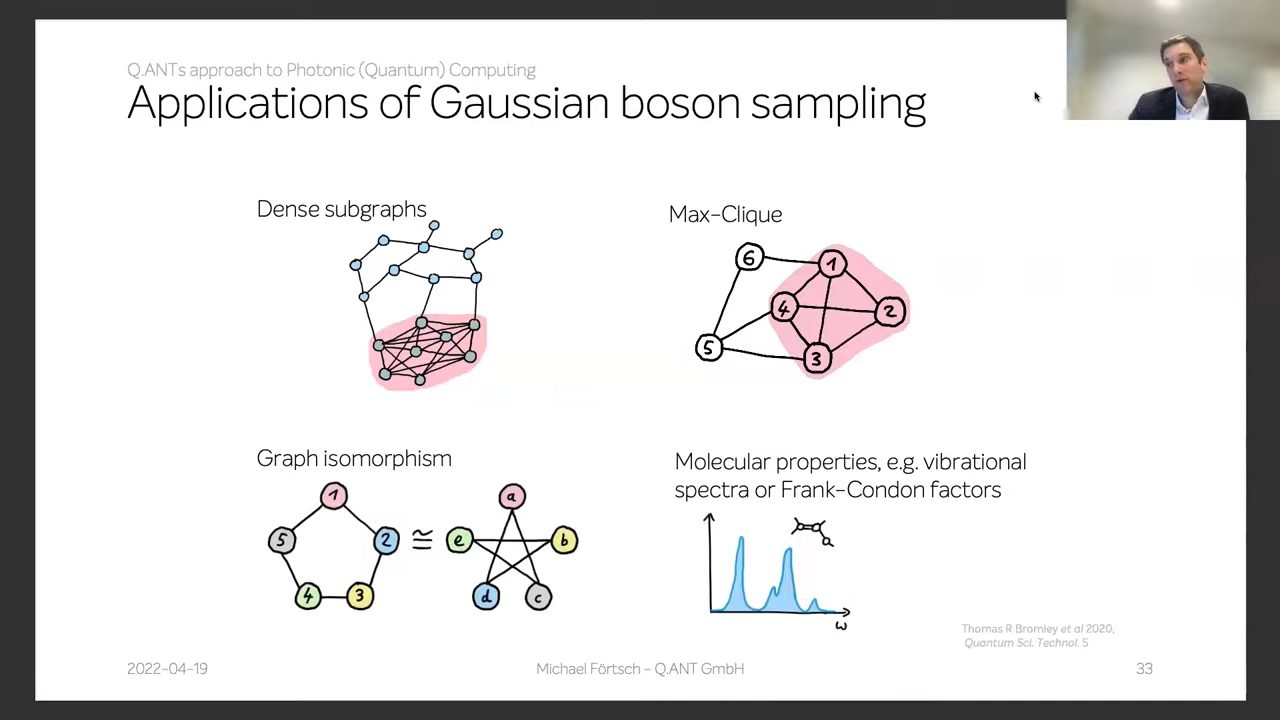 Q.ANTs approach to Photonic (Quantum) Computing
Applications of Gaussian boson sampling
Dense subgraphs
Max-Clique
6
1
4
2
5
3
Graph isomorphism
1
5
2
4
3
≅
a
e
b
d
c
Molecular properties, e.g. vibrational
spectra or Frank-Condon factors
ω
Thomas R Bromley et al 2020,
Quantum Sci. Technol. 5
2022-04-19
Michael Förtsch - Q.ANT GmbH
33